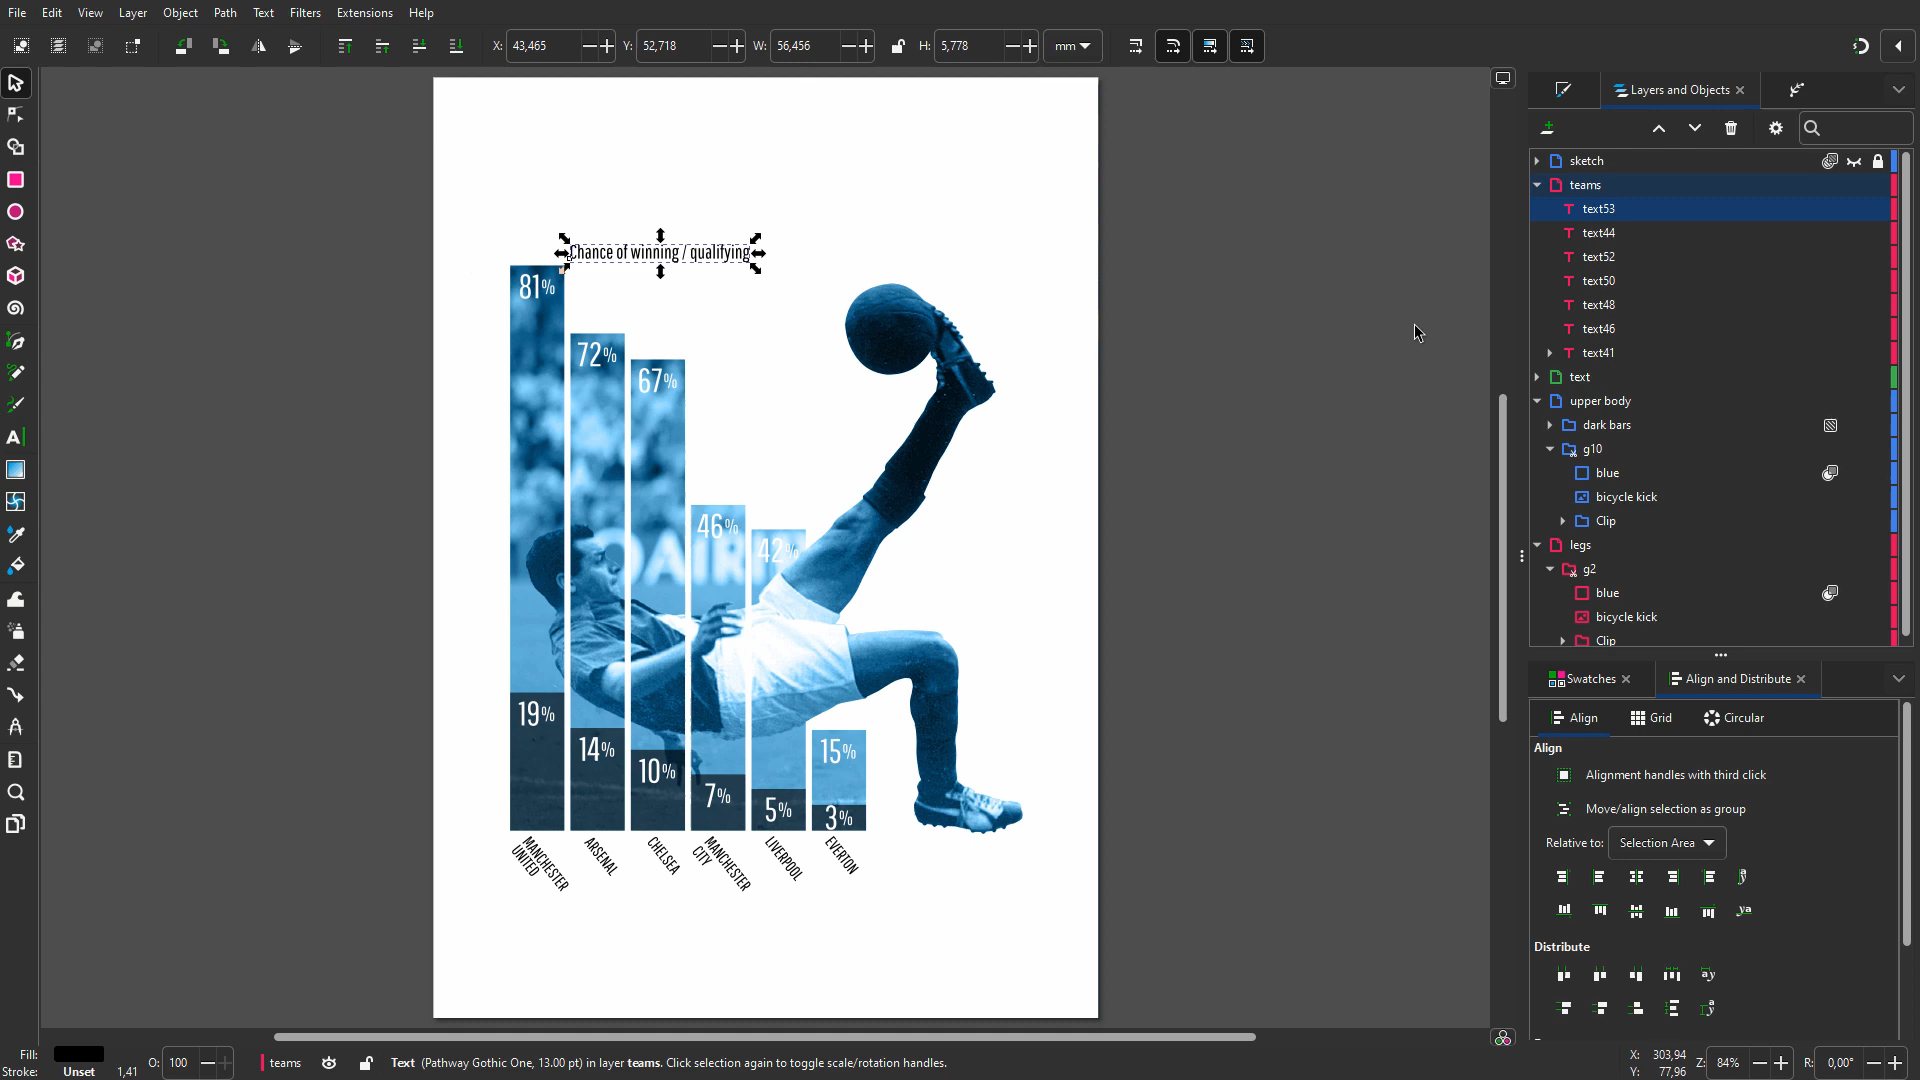 File Edit View Layer Object Path Text Filters Extensions Help
X: 43,465 Y: 52,718 W: 56,456 H: 5,778 mm
Layers and Objects
sketch
teams
text53
text44
text52
text50
text48
text46
text41
text
upper body
dark bars
g10
blue
bicycle kick
Clip
legs
g2
blue
bicycle kick
Clip
Chance of winning / qualifying
81%
72%
67%
46%
42%
15%
19%
14%
10%
7%
5%
3%
MANCHESTER
UNITED
ARSENAL
CHELSEA
MANCHESTER
CITY
LIVERPOOL
EVERTON
Swatches Align and Distribute
Align Grid Circular
Align
Alignment handles with third click
Move/align selection as group
Relative to: Selection Area
Distribute
Fill:
Stroke: Unset 1,41
O: 100
teams
Text (Pathway Gothic One, 13.00 pt) in layer teams. Click selection again to toggle scale/rotation handles.
X: 303,94
Y: 77,96
Z: 84%
R: 0,00°